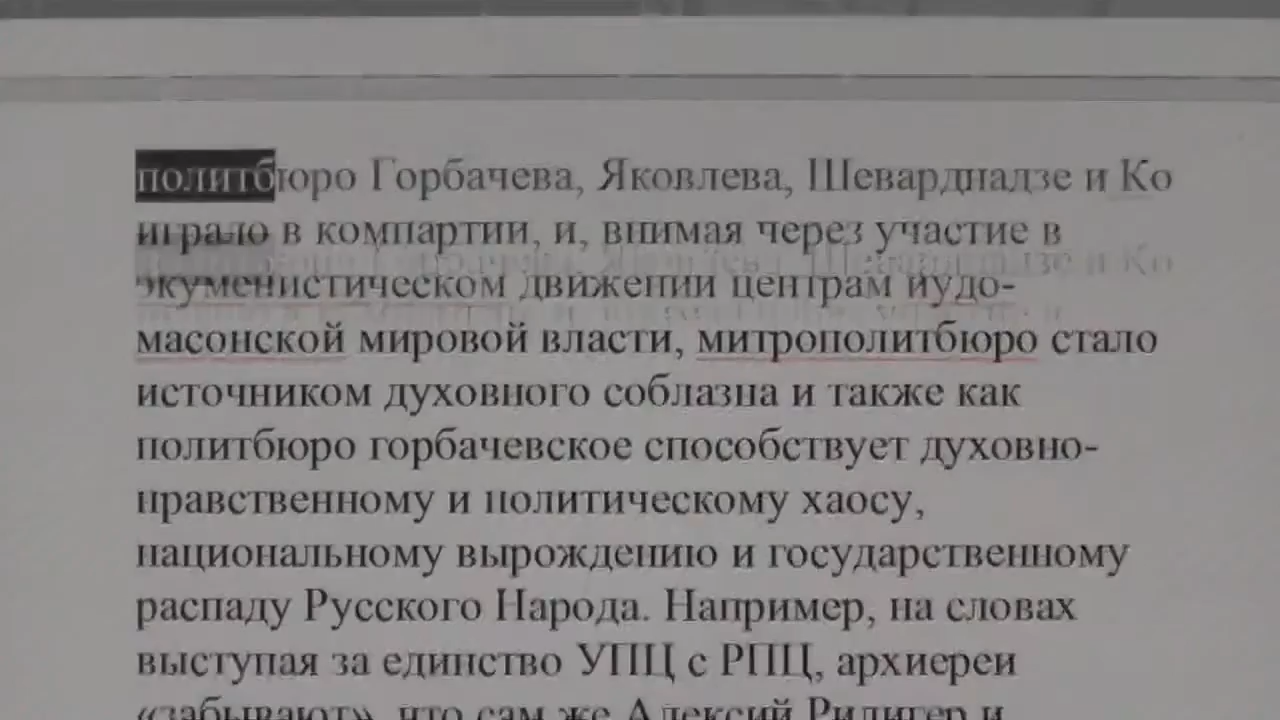 политбюро Горбачева, Яковлева, Шеварднадзе и Ко
играло в компартии, и, внимая через участие в
экуменистическом движении центрам иудо-
масонской мировой власти, митрополитбюро стало
источником духовного соблазна и также как
политбюро горбачевское способствует духовно-
нравственному и политическому хаосу,
национальному вырождению и государственному
распаду Русского Народа. Например, на словах
выступая за единство УПЦ с РПЦ, архиереи
«забывают», что сам же Алексий Ридигер и